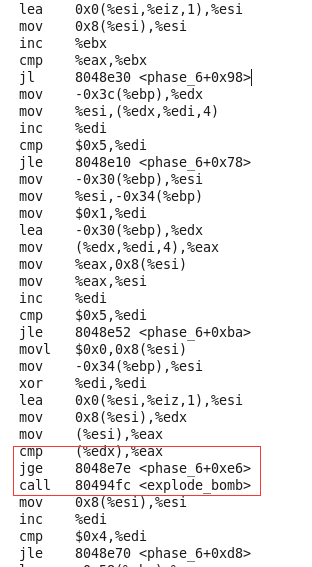 lea 0x0(%esi,%eiz,1),%esi
mov 0x8(%esi),%esi
inc %ebx
cmp %eax,%ebx
jl 8048e30 <phase_6+0x98>
mov -0x3c(%ebp),%edx
mov %esi,(%edx,%edi,4)
inc %edi
cmp $0x5,%edi
jle 8048e10 <phase_6+0x78>
mov -0x30(%ebp),%esi
mov %esi,-0x34(%ebp)
mov $0x1,%edi
lea -0x30(%ebp),%edx
mov (%edx,%edi,4),%eax
mov %eax,0x8(%esi)
mov %eax,%esi
inc %edi
cmp $0x5,%edi
jle 8048e52 <phase_6+0xba>
movl $0x0,0x8(%esi)
mov -0x34(%ebp),%esi
xor %edi,%edi
lea 0x0(%esi,%eiz,1),%esi
mov 0x8(%esi),%edx
mov (%esi),%eax
cmp (%edx),%eax
jge 8048e7e <phase_6+0xe6>
call 80494fc <explode_bomb>
mov 0x8(%esi),%esi
inc %edi
cmp $0x4,%edi
jle 8048e70 <phase_6+0xd8>